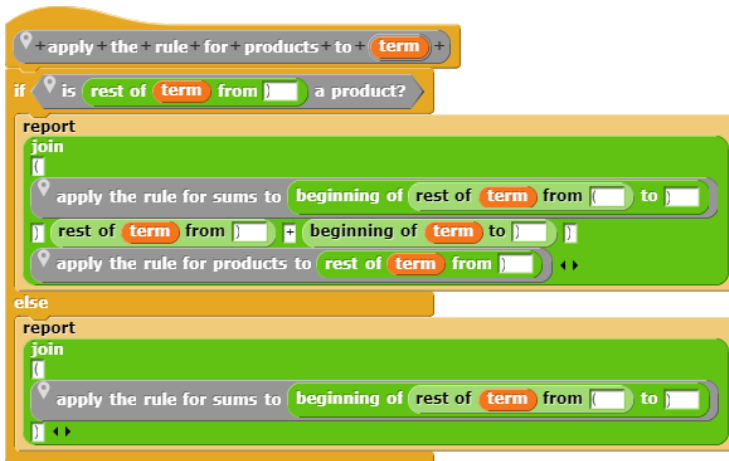 + apply + the + rule + for + products + to + term +
if is rest of term from ) a product?
report
join
(
apply the rule for sums to beginning of rest of term from ( to )
) rest of term from ) + beginning of term to ) )
apply the rule for products to rest of term from )
else
report
join
(
apply the rule for sums to beginning of rest of term from ( to )
)